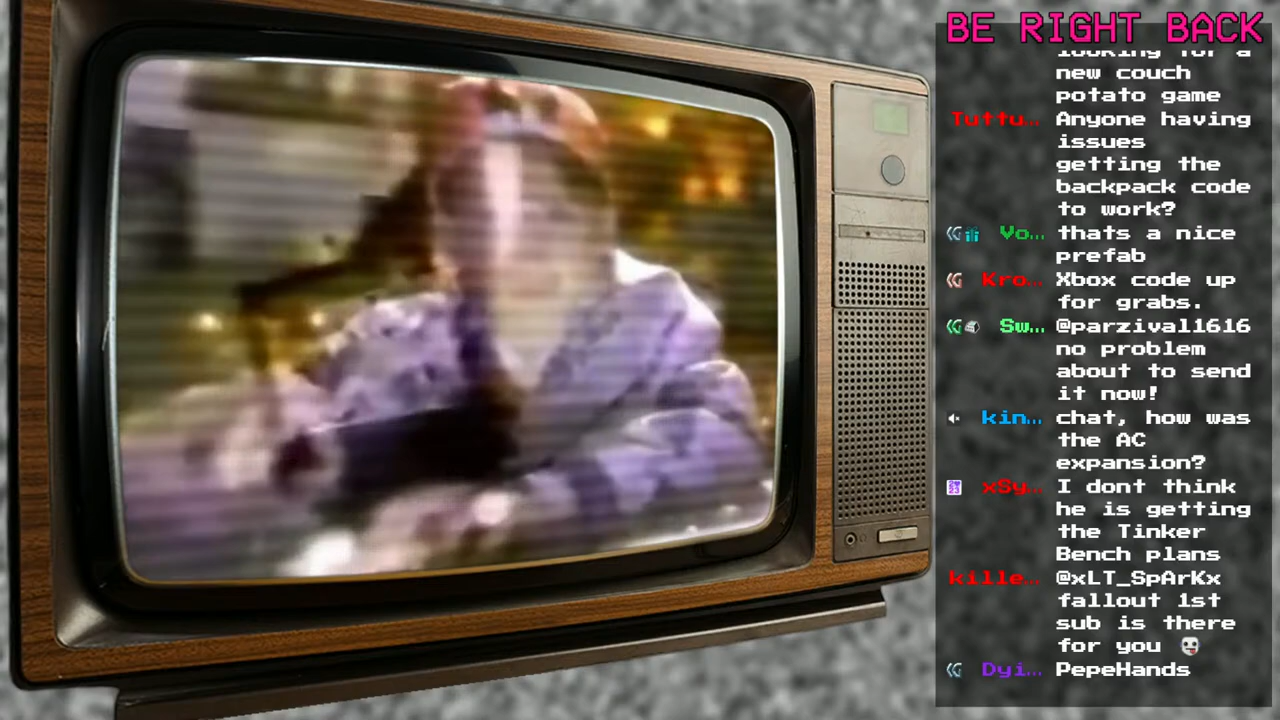 BE RIGHT BACK
looking for a
new couch
potato game
Tuttu... Anyone having
issues
getting the
backpack code
to work?
Vo... thats a nice
prefab
Kro... Xbox code up
for grabs.
Sw... @parzival1616
no problem
about to send
it now!
kin... chat, how was
the AC
expansion?
xSy... I dont think
he is getting
the Tinker
Bench plans
kille... @xLT_SpArKx
fallout 1st
sub is there
for you
Dyi... PepeHands